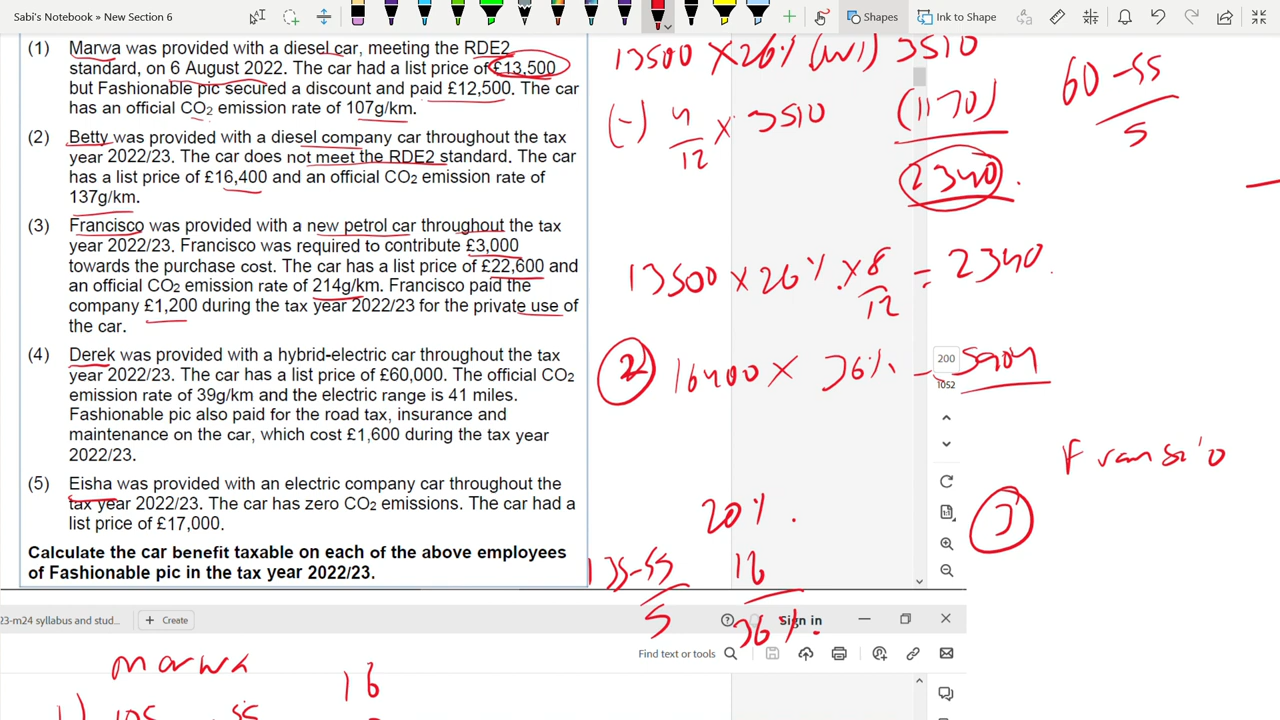 Sabi's Notebook » New Section 6
Shapes
Ink to Shape
(1) Marwa was provided with a diesel car, meeting the RDE2
standard, on 6 August 2022. The car had a list price of £13,500
but Fashionable pic secured a discount and paid £12,500. The car
has an official CO2 emission rate of 107g/km.
(2) Betty was provided with a diesel company car throughout the tax
year 2022/23. The car does not meet the RDE2 standard. The car
has a list price of £16,400 and an official CO2 emission rate of
137g/km.
(3) Francisco was provided with a new petrol car throughout the tax
year 2022/23. Francisco was required to contribute £3,000
towards the purchase cost. The car has a list price of £22,600 and
an official CO2 emission rate of 214g/km. Francisco paid the
company £1,200 during the tax year 2022/23 for the private use of
the car.
(4) Derek was provided with a hybrid-electric car throughout the tax
year 2022/23. The car has a list price of £60,000. The official CO2
emission rate of 39g/km and the electric range is 41 miles.
Fashionable pic also paid for the road tax, insurance and
maintenance on the car, which cost £1,600 during the tax year
2022/23.
(5) Eisha was provided with an electric company car throughout the
tax year 2022/23. The car has zero CO2 emissions. The car had a
list price of £17,000.
Calculate the car benefit taxable on each of the above employees
of Fashionable pic in the tax year 2022/23.
13500 × 26% 3510
(-) 4/12 × 3510 (1170)
2340.
60-55
5
13500 × 26% × 8/12 = 2340.
2 16400 × 36% = 5904
200
1052
Fransi'o
3
20%.
135-55 16
5 36%.
23-m24 syllabus and stud...
+ Create
Sign in
Find text or tools
marwa
16
1) 105 - 55